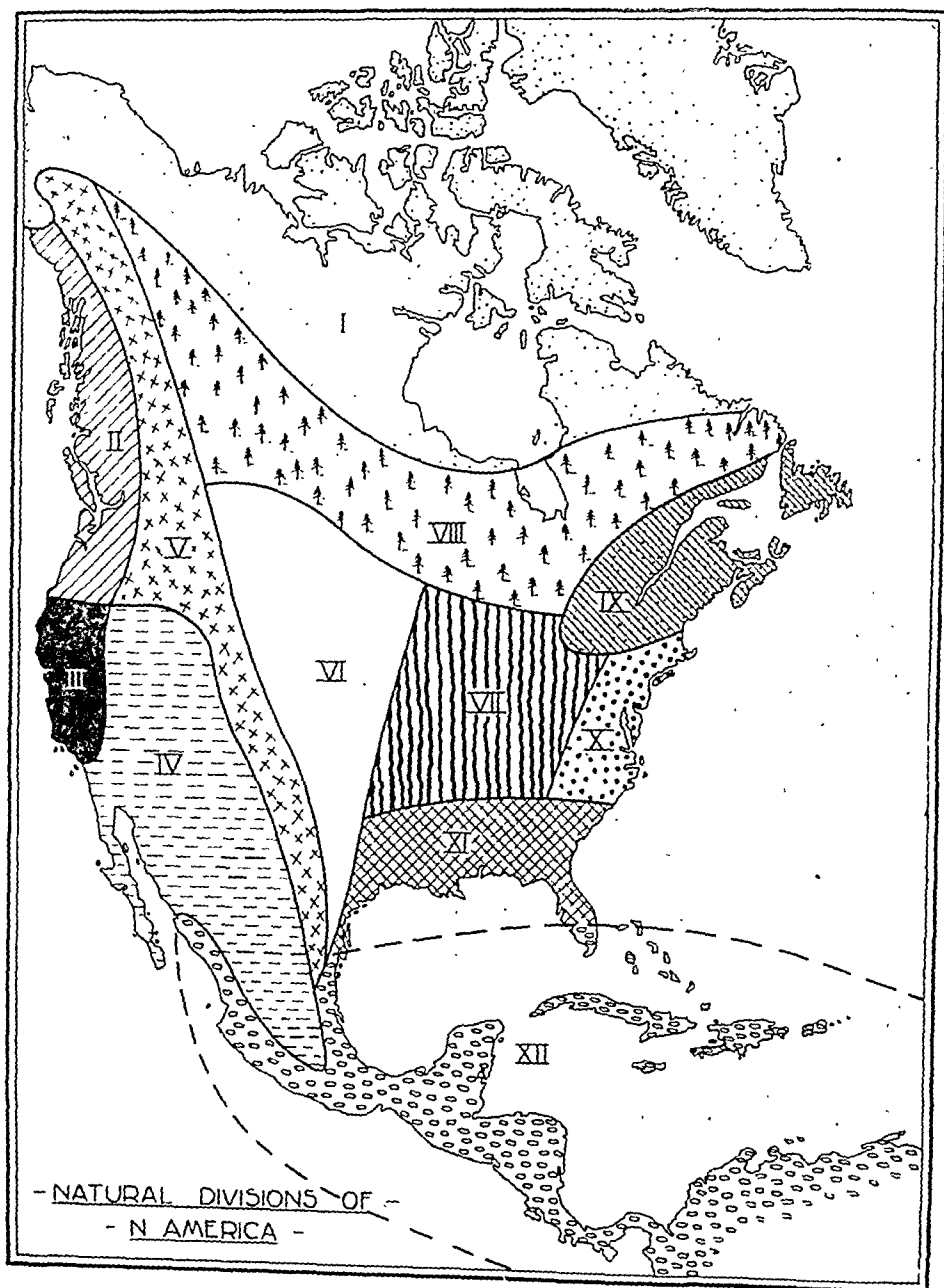 I
II
V
VIII
IX
VI
III
VII
X
IV
XI
XII
- NATURAL DIVISIONS OF -
- N AMERICA -